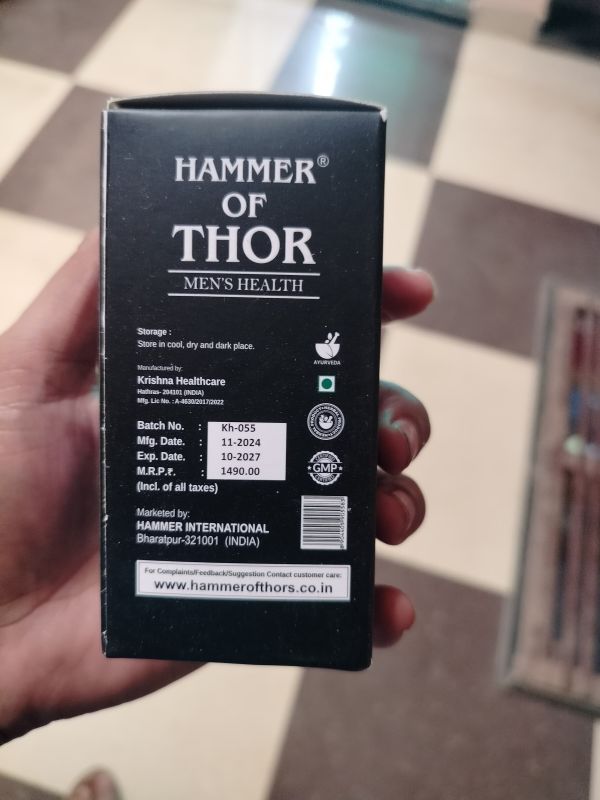 HAMMER®
OF
THOR
MEN'S HEALTH
Storage :
Store in cool, dry and dark place.
AYURVEDA
Manufactured by:
Krishna Healthcare
Hathras- 204101 (INDIA)
Mfg. Lic No : A-4630/2017/2022
Batch No. : Kh-055
Mfg. Date. : 11-2024
Exp. Date. : 10-2027
M.R.P.₹. : 1490.00
(Incl. of all taxes)
GMP
Marketed by:
HAMMER INTERNATIONAL
Bharatpur-321001 (INDIA)
For Complaints/Feedback/Suggestion Contact customer care:
www.hammerofthors.co.in